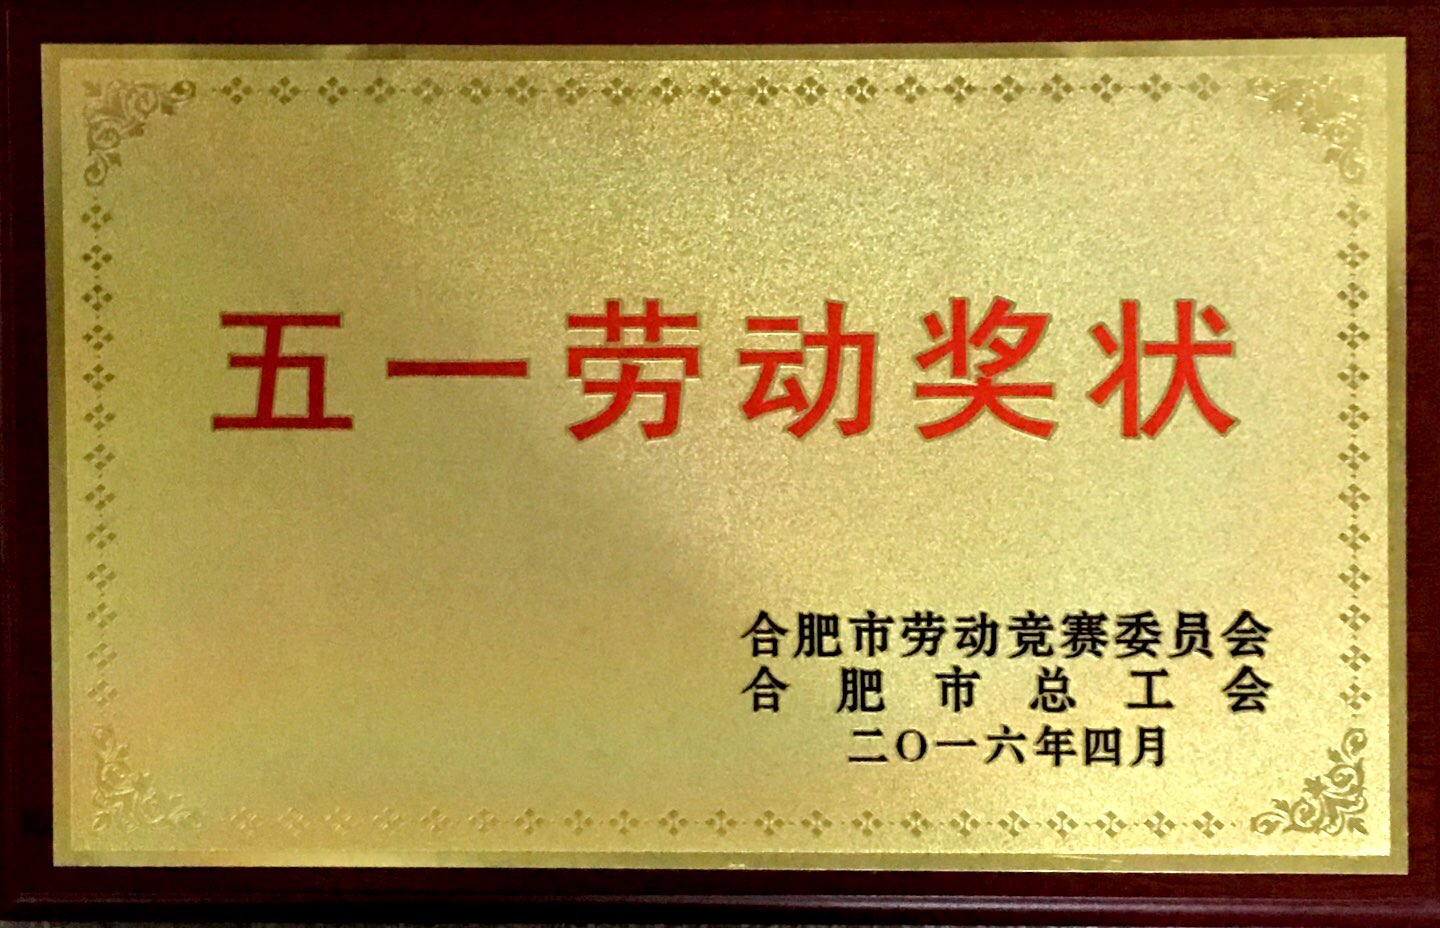 五一劳动奖状
合肥市劳动竞赛委员会
合肥市总工会
二〇一六年四月